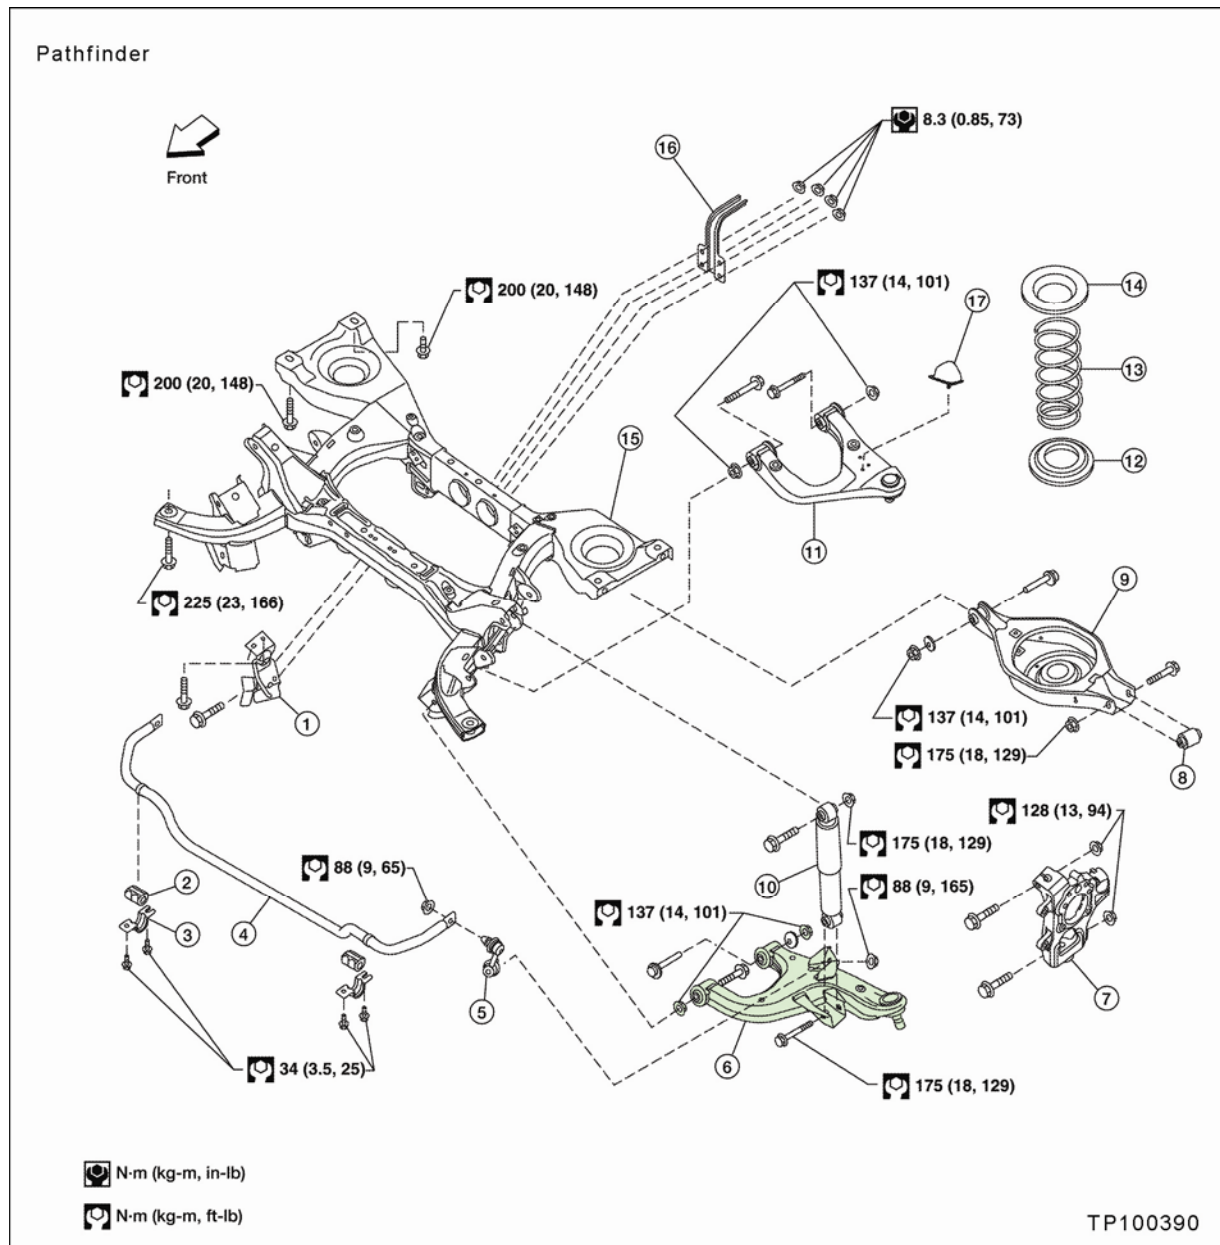 Pathfinder
8.3 (0.85, 73)
16
Front
137 (14, 101)
14
200 (20, 148)
17
13
200 (20, 148)
15
12
11
9
225 (23, 166)
1
137 (14, 101)
175 (18, 129)
8
128 (13, 94)
175 (18, 129)
88 (9, 65)
10
88 (9, 165)
2
137 (14, 101)
3
4
5
7
6
34 (3.5, 25)
175 (18, 129)
N·m (kg-m, in-lb)
N·m (kg-m, ft-lb)
TP100390